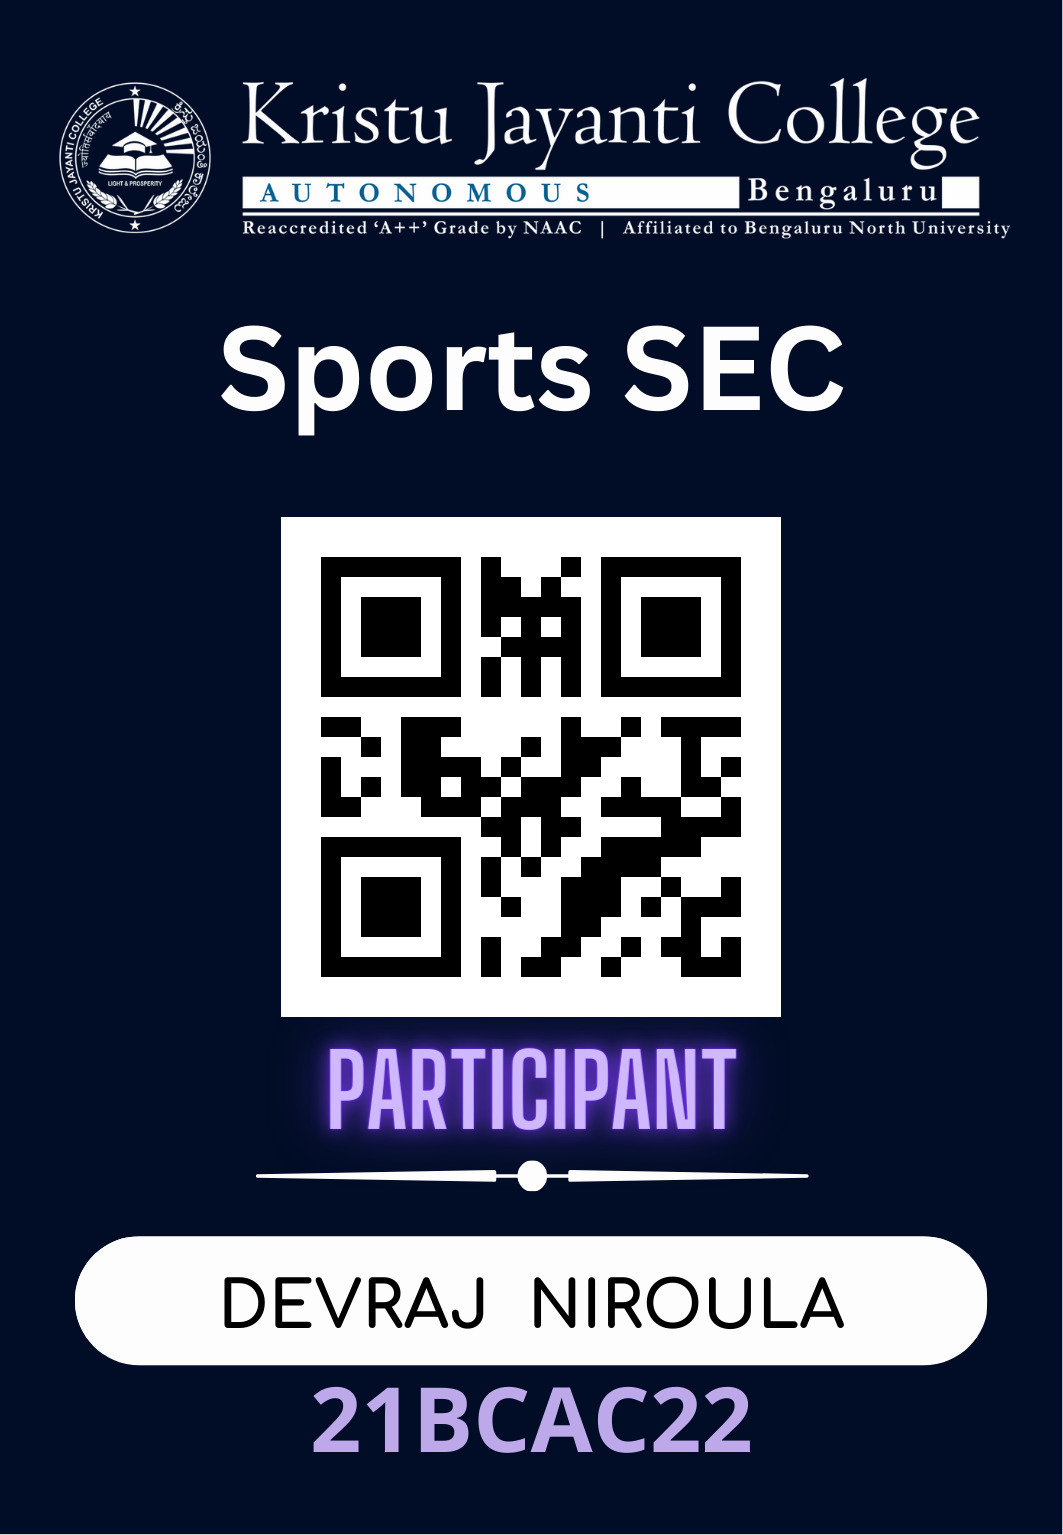 KRISTU JAYANTI COLLEGE
LIGHT & PROSPERITY
Kristu Jayanti College
AUTONOMOUS Bengaluru
Reaccredited ‘A++’ Grade by NAAC | Affiliated to Bengaluru North University
Sports SEC
PARTICIPANT
DEVRAJ NIROULA
21BCAC22